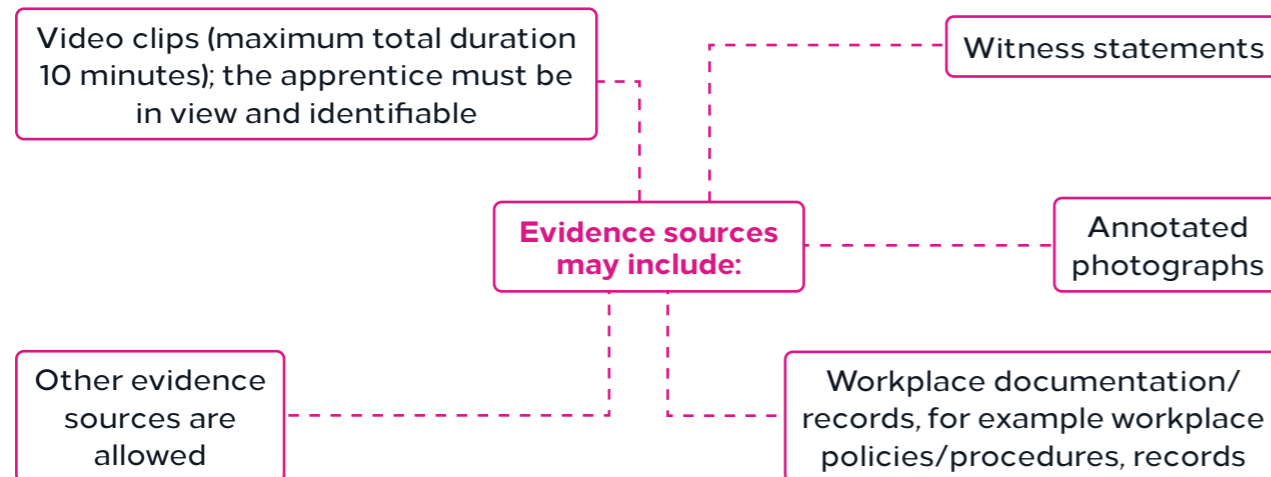 Video clips (maximum total duration
10 minutes); the apprentice must be
in view and identifiable
Witness statements
Evidence sources
may include:
Annotated
photographs
Other evidence
sources are
allowed
Workplace documentation/
records, for example workplace
policies/procedures, records